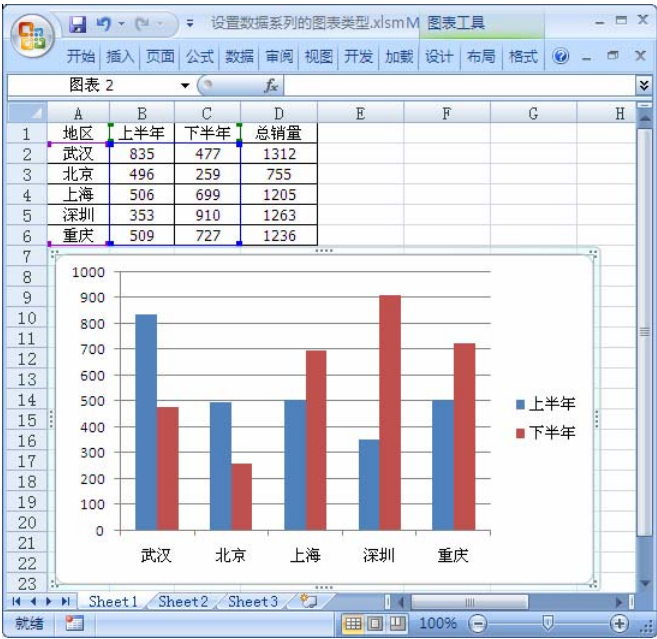 设置数据系列的图表类型.xlsm M 图表工具
开始 插入 页面 公式 数据 审阅 视图 开发 加载 设计 布局 格式
图表 2 fx
A B C D E F G H
1 地区 上半年 下半年 总销量
2 武汉 835 477 1312
3 北京 496 259 755
4 上海 506 699 1205
5 深圳 353 910 1263
6 重庆 509 727 1236
7
8 1000
9 900
10 800
11 700
12 600
13
14 500 上半年
15
16 400 下半年
17 300
18 200
19 100
20 0
21
22 武汉 北京 上海 深圳 重庆
23
Sheet1 Sheet2 Sheet3
就绪 100%